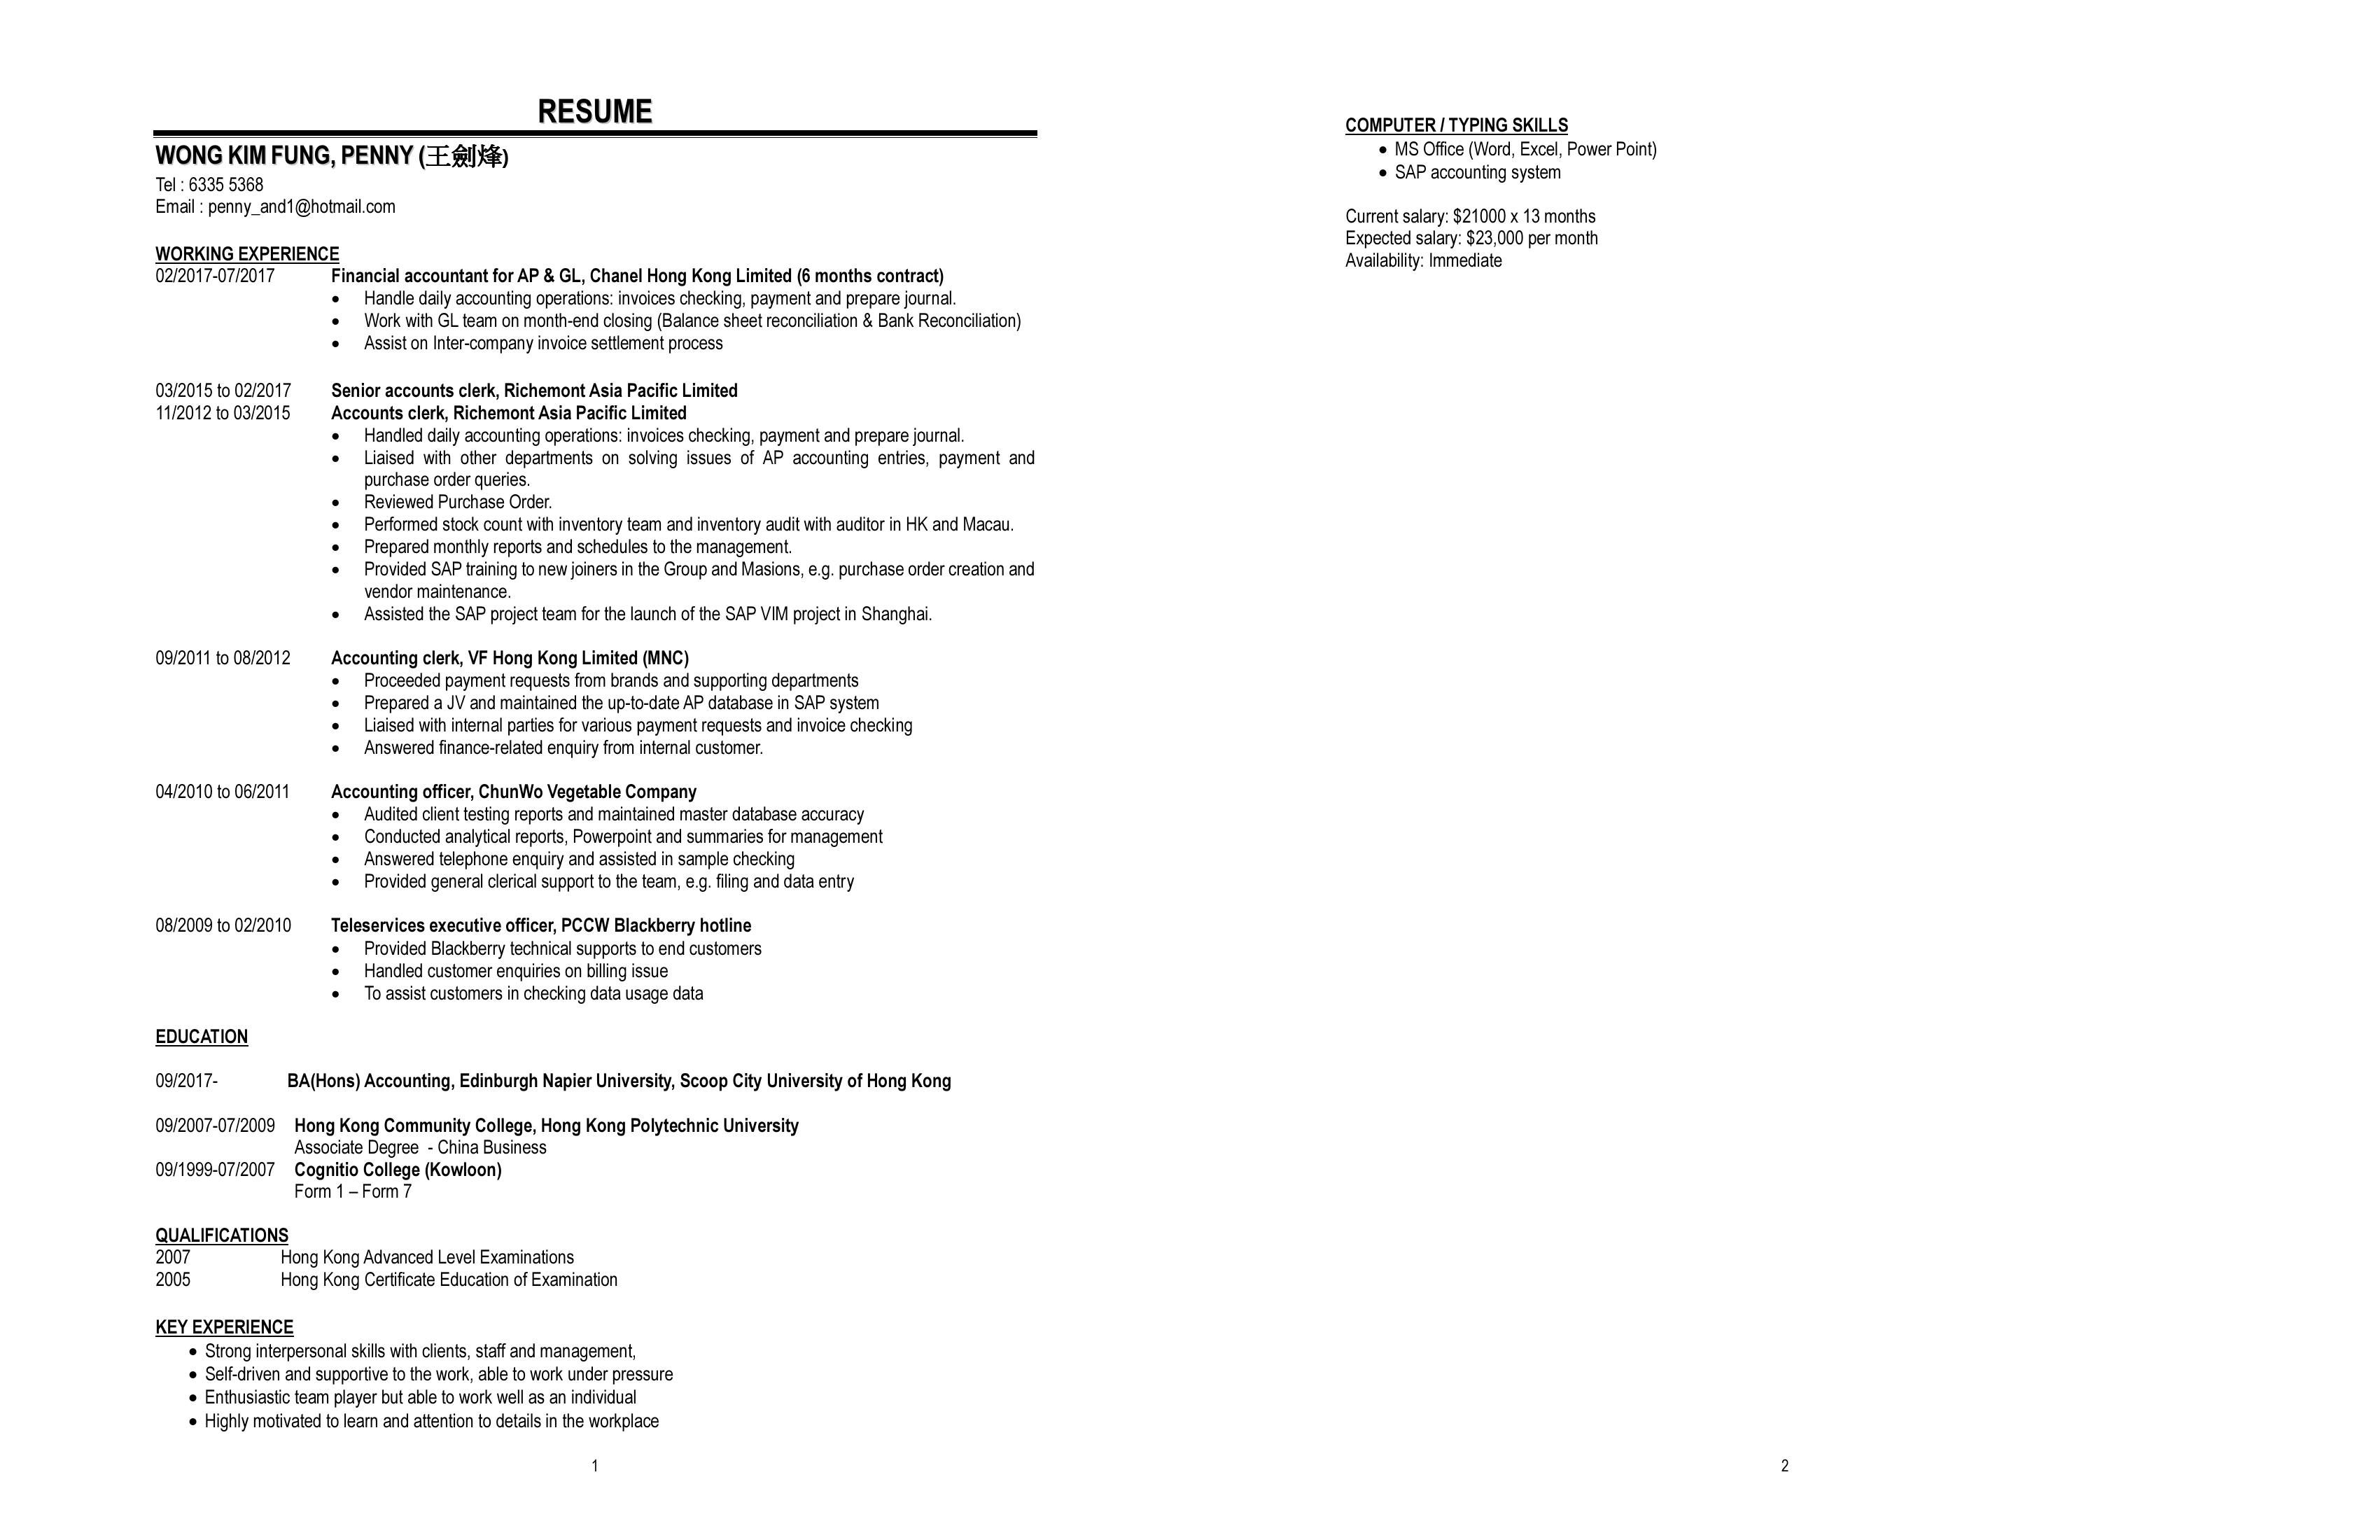 RESUME
WONG KIM FUNG, PENNY (王劍烽)
Tel : 6335 5368
Email : penny_and1@hotmail.com
WORKING EXPERIENCE
02/2017-07/2017 Financial accountant for AP & GL, Chanel Hong Kong Limited (6 months contract)
• Handle daily accounting operations: invoices checking, payment and prepare journal.
• Work with GL team on month-end closing (Balance sheet reconciliation & Bank Reconciliation)
• Assist on Inter-company invoice settlement process
03/2015 to 02/2017 Senior accounts clerk, Richemont Asia Pacific Limited
11/2012 to 03/2015 Accounts clerk, Richemont Asia Pacific Limited
• Handled daily accounting operations: invoices checking, payment and prepare journal.
• Liaised with other departments on solving issues of AP accounting entries, payment and
purchase order queries.
• Reviewed Purchase Order.
• Performed stock count with inventory team and inventory audit with auditor in HK and Macau.
• Prepared monthly reports and schedules to the management.
• Provided SAP training to new joiners in the Group and Masions, e.g. purchase order creation and
vendor maintenance.
• Assisted the SAP project team for the launch of the SAP VIM project in Shanghai.
09/2011 to 08/2012 Accounting clerk, VF Hong Kong Limited (MNC)
• Proceeded payment requests from brands and supporting departments
• Prepared a JV and maintained the up-to-date AP database in SAP system
• Liaised with internal parties for various payment requests and invoice checking
• Answered finance-related enquiry from internal customer.
04/2010 to 06/2011 Accounting officer, ChunWo Vegetable Company
• Audited client testing reports and maintained master database accuracy
• Conducted analytical reports, Powerpoint and summaries for management
• Answered telephone enquiry and assisted in sample checking
• Provided general clerical support to the team, e.g. filing and data entry
08/2009 to 02/2010 Teleservices executive officer, PCCW Blackberry hotline
• Provided Blackberry technical supports to end customers
• Handled customer enquiries on billing issue
• To assist customers in checking data usage data
EDUCATION
09/2017- BA(Hons) Accounting, Edinburgh Napier University, Scoop City University of Hong Kong
09/2007-07/2009 Hong Kong Community College, Hong Kong Polytechnic University
Associate Degree - China Business
09/1999-07/2007 Cognitio College (Kowloon)
Form 1 – Form 7
QUALIFICATIONS
2007 Hong Kong Advanced Level Examinations
2005 Hong Kong Certificate Education of Examination
KEY EXPERIENCE
• Strong interpersonal skills with clients, staff and management,
• Self-driven and supportive to the work, able to work under pressure
• Enthusiastic team player but able to work well as an individual
• Highly motivated to learn and attention to details in the workplace
1
COMPUTER / TYPING SKILLS
• MS Office (Word, Excel, Power Point)
• SAP accounting system
Current salary: $21000 x 13 months
Expected salary: $23,000 per month
Availability: Immediate
2